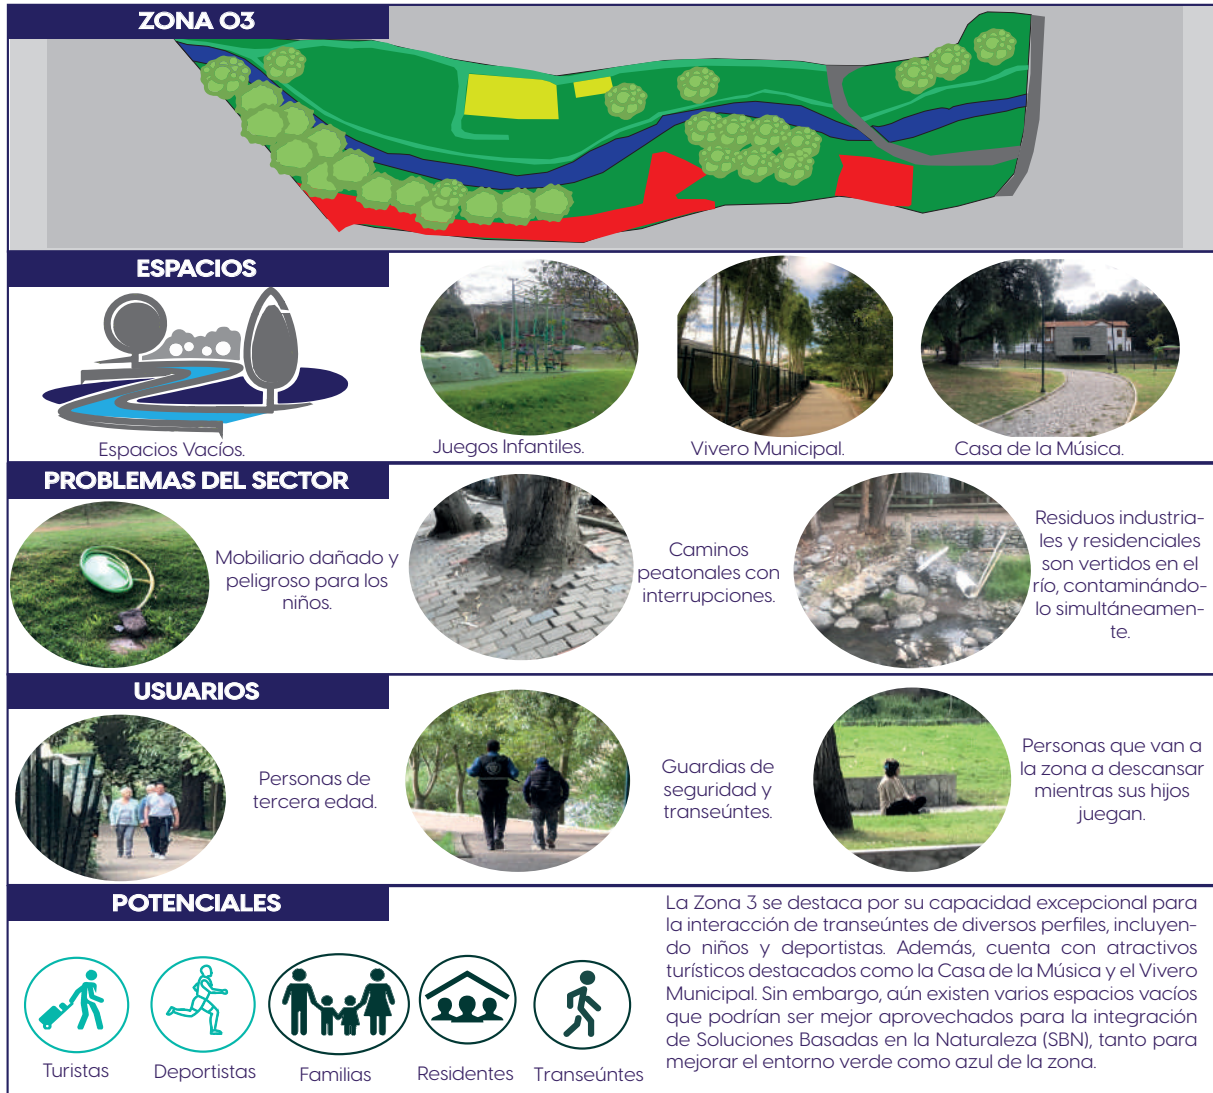 ZONA 03
ESPACIOS
Espacios Vacíos.
Juegos Infantiles.
Vivero Municipal.
Casa de la Música.
PROBLEMAS DEL SECTOR
Mobiliario dañado y
peligroso para los
niños.
Caminos
peatonales con
interrupciones.
Residuos industria-
les y residenciales
son vertidos en el
río, contaminándo-
lo simultáneamen-
te.
USUARIOS
Personas de
tercera edad.
Guardias de
seguridad y
transeúntes.
Personas que van a
la zona a descansar
mientras sus hijos
juegan.
POTENCIALES
Turistas
Deportistas
Familias
Residentes
Transeúntes
La Zona 3 se destaca por su capacidad excepcional para
la interacción de transeúntes de diversos perfiles, incluyen-
do niños y deportistas. Además, cuenta con atractivos
turísticos destacados como la Casa de la Música y el Vivero
Municipal. Sin embargo, aún existen varios espacios vacíos
que podrían ser mejor aprovechados para la integración
de Soluciones Basadas en la Naturaleza (SBN), tanto para
mejorar el entorno verde como azul de la zona.